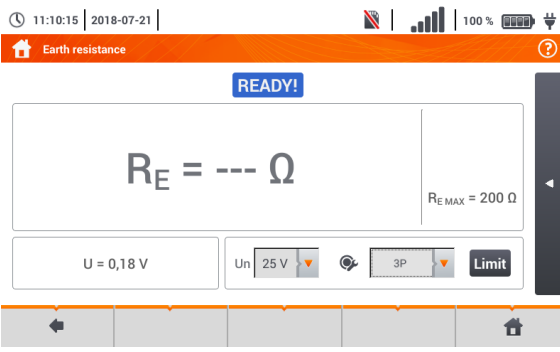 11:10:15 2018-07-21 100 %
Earth resistance ?
READY!
RE = --- Ω
RE MAX = 200 Ω
U = 0,18 V
Un 25 V 3P Limit